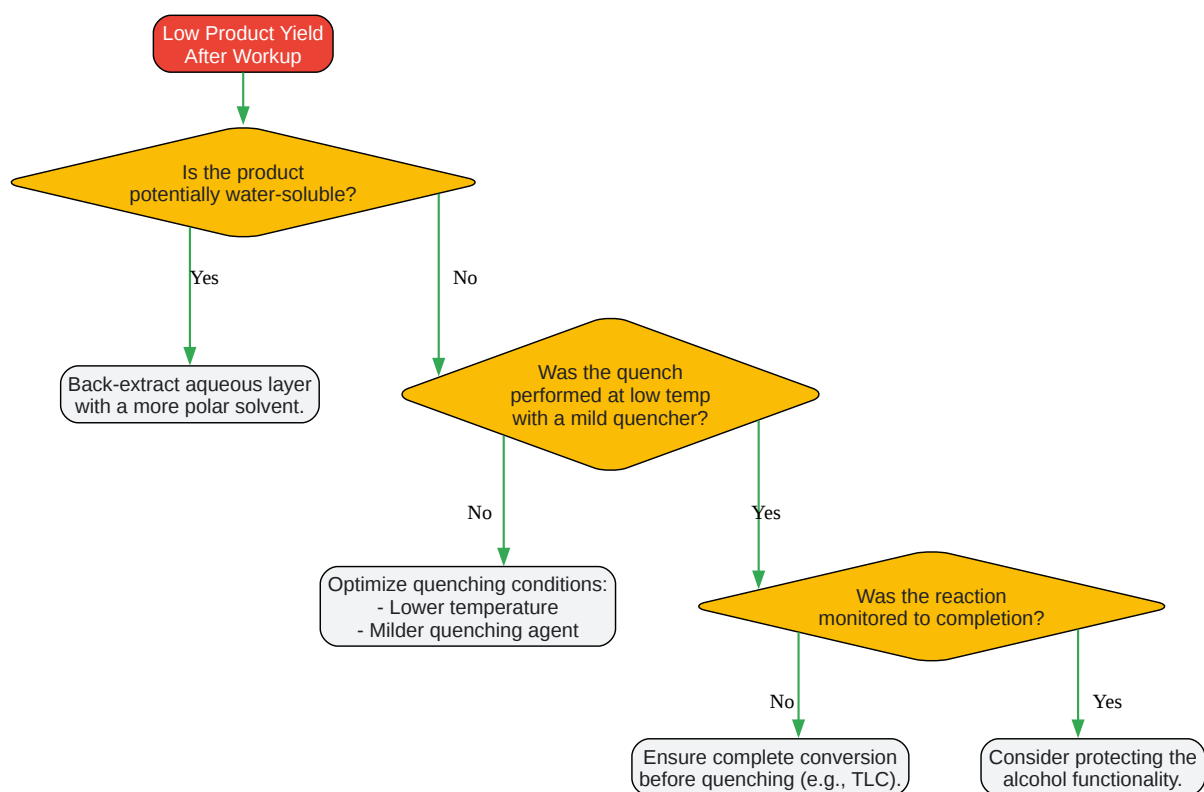 Low Product Yield
After Workup
Is the product
potentially water-soluble?
Yes
No
Back-extract aqueous layer
with a more polar solvent.
Was the quench
performed at low temp
with a mild quencher?
No
Yes
Optimize quenching conditions:
- Lower temperature
- Milder quenching agent
Was the reaction
monitored to completion?
No
Yes
Ensure complete conversion
before quenching (e.g., TLC).
Consider protecting the
alcohol functionality.